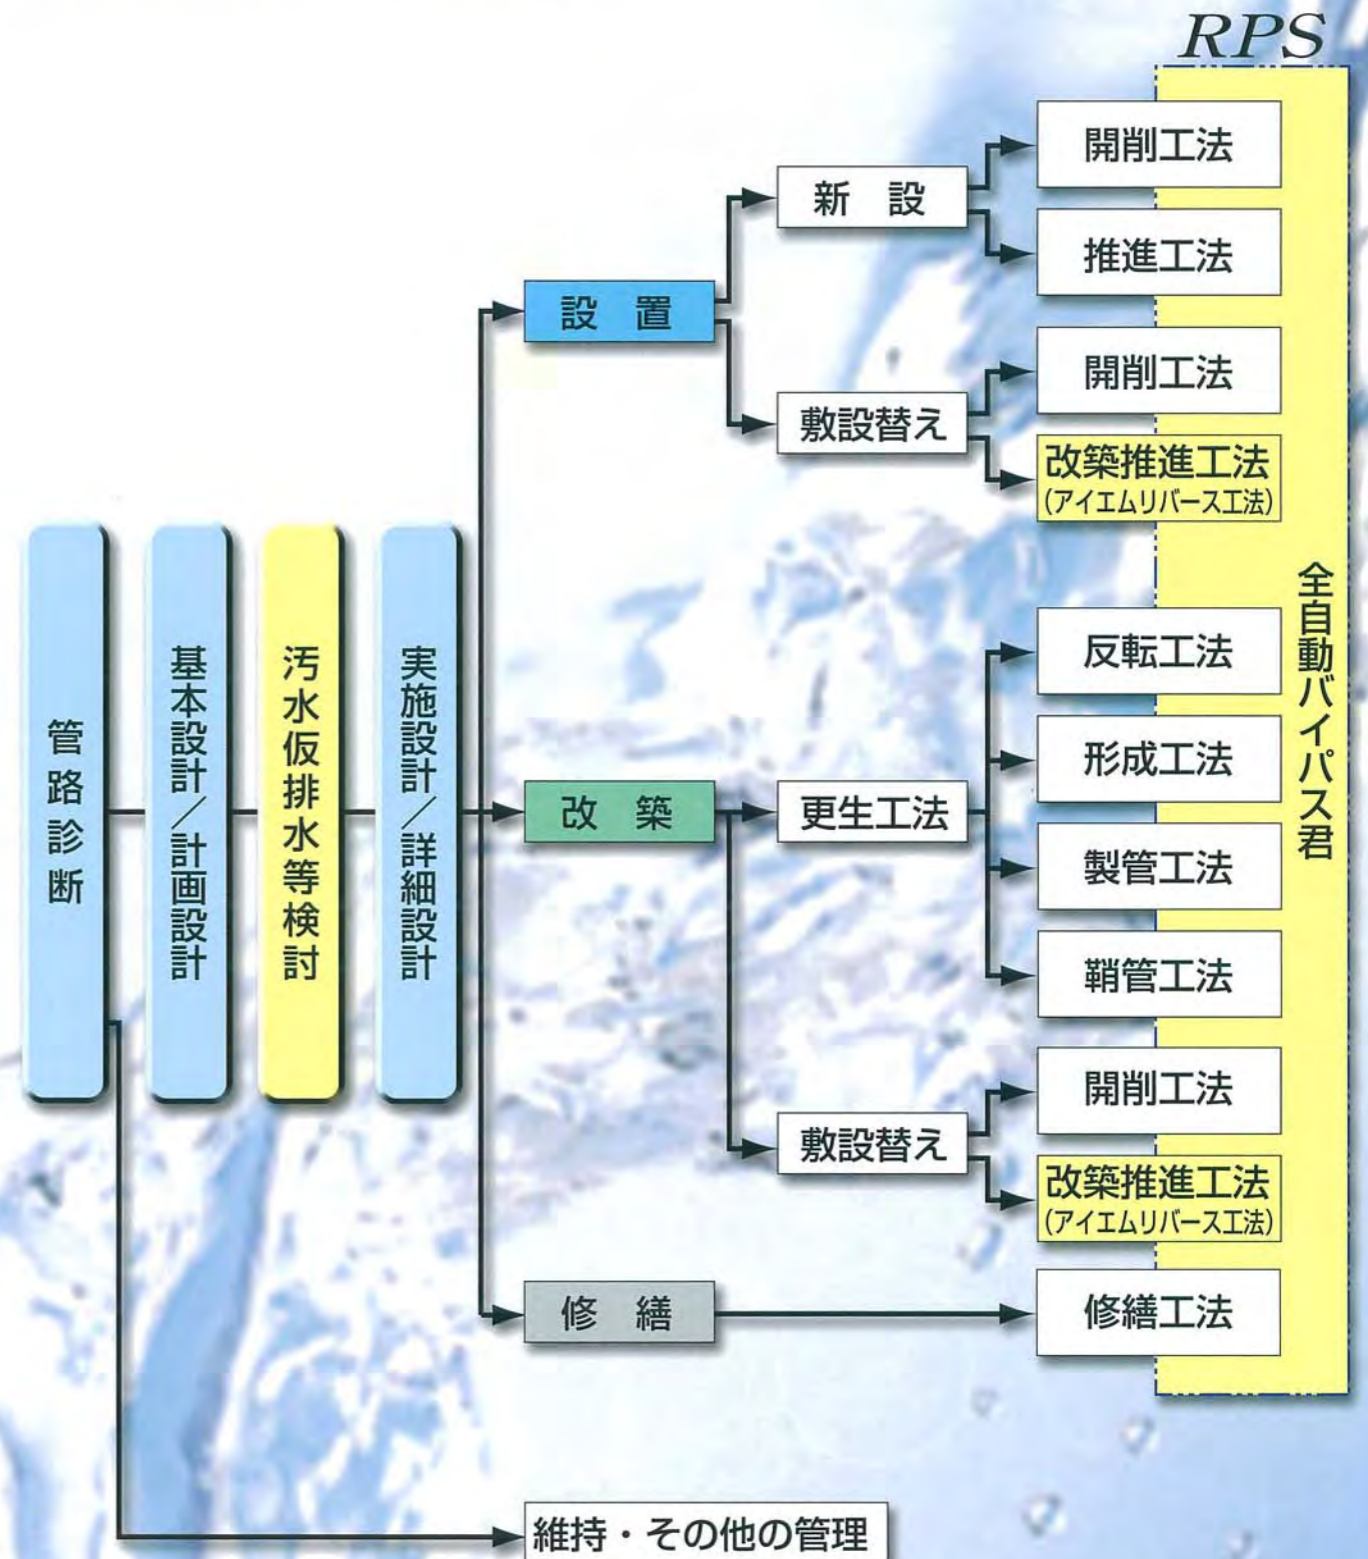 RPS
管路診断
基本設計／計画設計
汚水仮排水等検討
実施設計／詳細設計
設　置
新　設
開削工法
推進工法
敷設替え
開削工法
改築推進工法
（アイエムリバース工法）
改　築
更生工法
反転工法
形成工法
製管工法
鞘管工法
敷設替え
開削工法
改築推進工法
（アイエムリバース工法）
修　繕
修繕工法
維持・その他の管理
全自動バイパス君